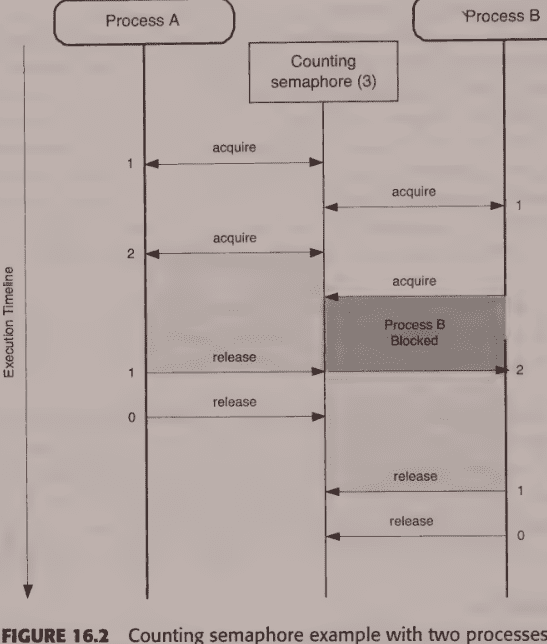 Process A
Process B
Counting
semaphore (3)
acquire
1
acquire
1
acquire
2
acquire
Process B
Blocked
release
1
2
release
0
release
1
release
0
Execution Timeline
FIGURE 16.2 Counting semaphore example with two processes